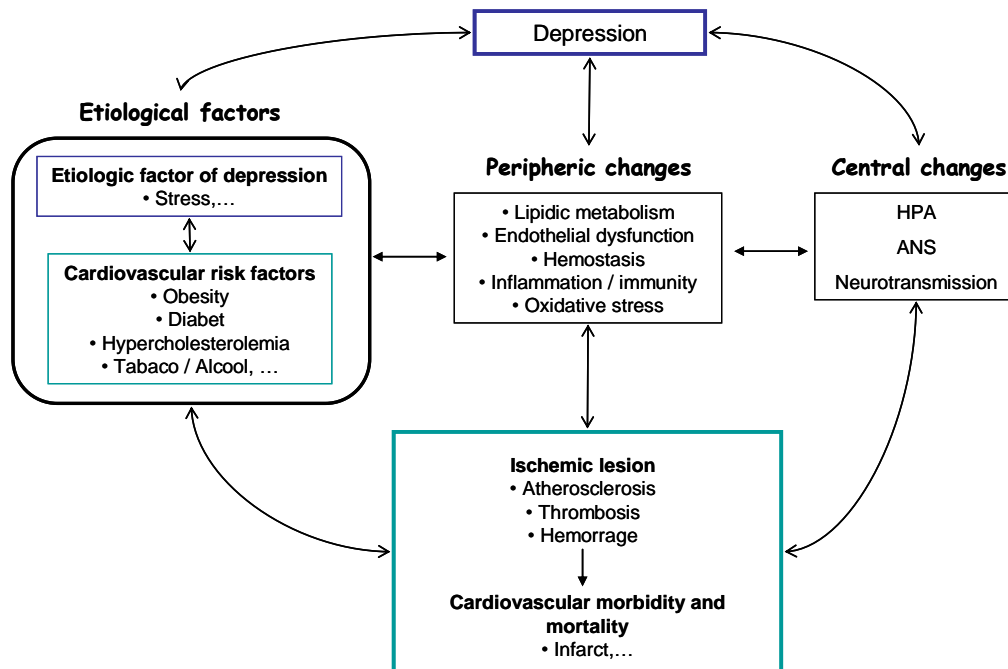 Depression
Etiological factors
Etiologic factor of depression
• Stress,…
Cardiovascular risk factors
• Obesity
• Diabet
• Hypercholesterolemia
• Tabaco / Alcool, …
Peripheric changes
• Lipidic metabolism
• Endothelial dysfunction
• Hemostasis
• Inflammation / immunity
• Oxidative stress
Central changes
HPA
ANS
Neurotransmission
Ischemic lesion
• Atherosclerosis
• Thrombosis
• Hemorrage
Cardiovascular morbidity and
mortality
• Infarct,…